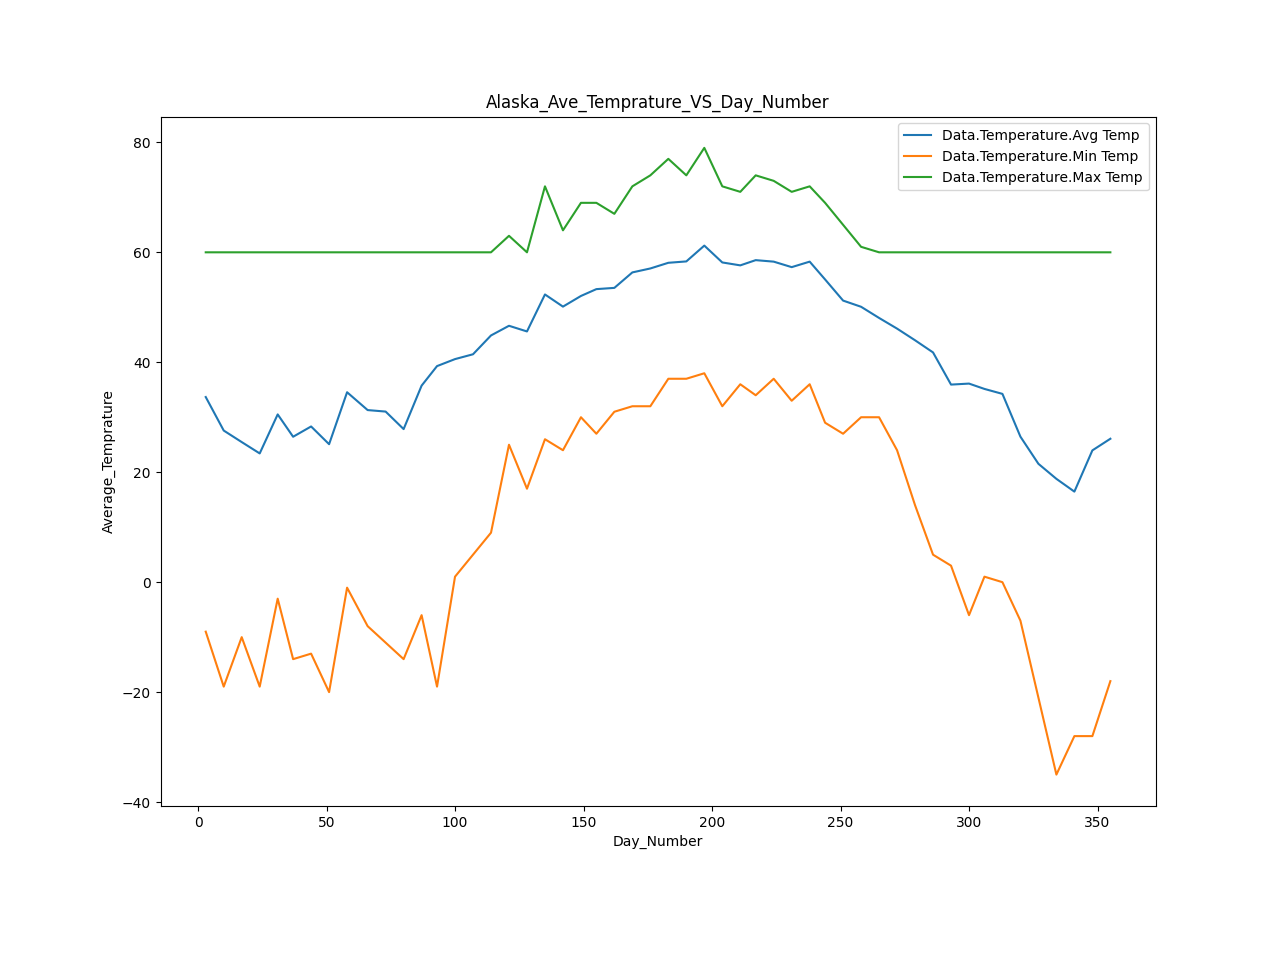 Alaska_Ave_Temprature_VS_Day_Number
Data.Temperature.Avg Temp
Data.Temperature.Min Temp
Data.Temperature.Max Temp
Average_Temprature
80
60
40
20
0
−20
−40
0 50 100 150 200 250 300 350
Day_Number